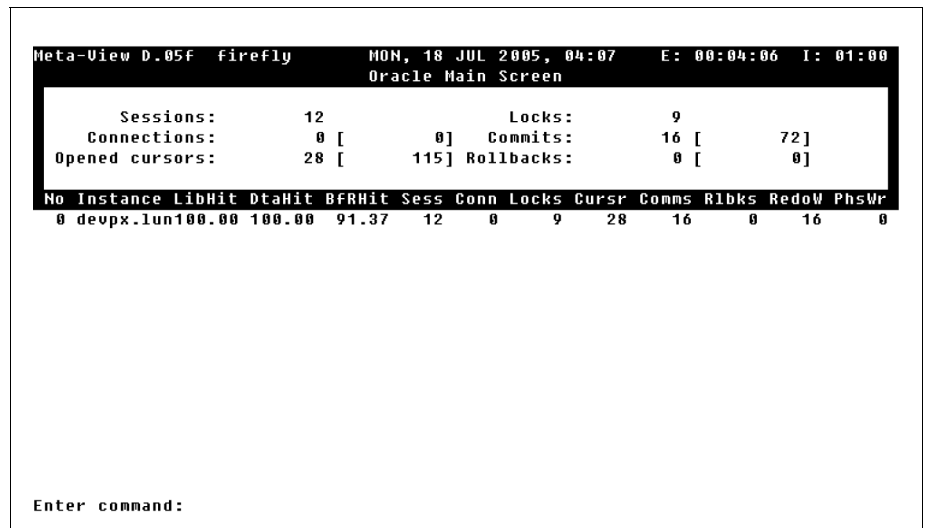 Meta-View D.05f  firefly       MON, 18 JUL 2005, 04:07    E: 00:04:06  I: 01:00
Oracle Main Screen
Sessions:        12                 Locks:         9
Connections:         0 [        0]  Commits:        16 [       72]
Opened cursors:        28 [      115] Rollbacks:         0 [        0]
No Instance LibHit DtaHit BfRHit Sess Conn Locks Cursr Comms Rlbks RedoW PhsWr
0 devpx.lun100.00 100.00  91.37   12    0     9    28    16     0    16     0
Enter command: